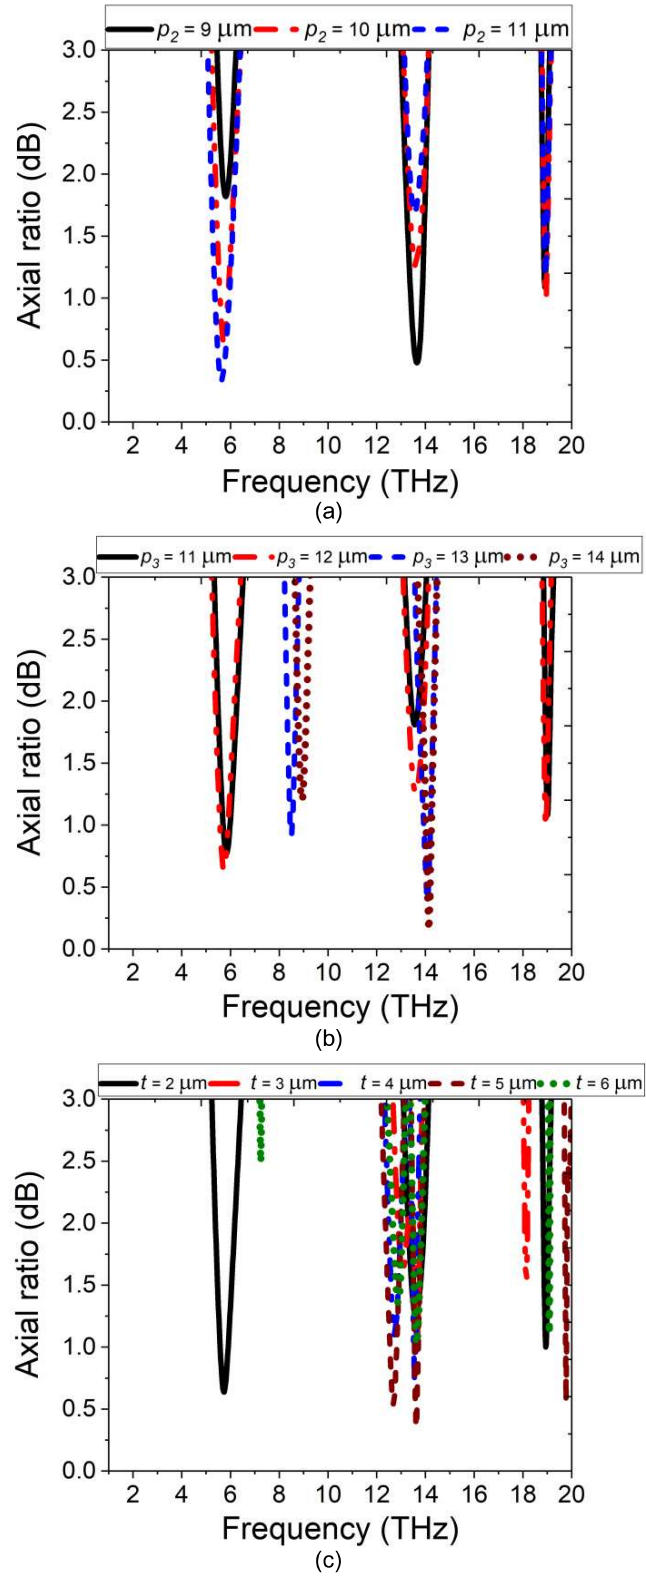 p2 = 9 μm p2 = 10 μm p2 = 11 μm
3.0
2.5
2.0
1.5
1.0
0.5
0.0
Axial ratio (dB)
2 4 6 8 10 12 14 16 18 20
Frequency (THz)
(a)
p3 = 11 μm p3 = 12 μm p3 = 13 μm p3 = 14 μm
3.0
2.5
2.0
1.5
1.0
0.5
0.0
Axial ratio (dB)
2 4 6 8 10 12 14 16 18 20
Frequency (THz)
(b)
t = 2 μm t = 3 μm t = 4 μm t = 5 μm t = 6 μm
3.0
2.5
2.0
1.5
1.0
0.5
0.0
Axial ratio (dB)
2 4 6 8 10 12 14 16 18 20
Frequency (THz)
(c)